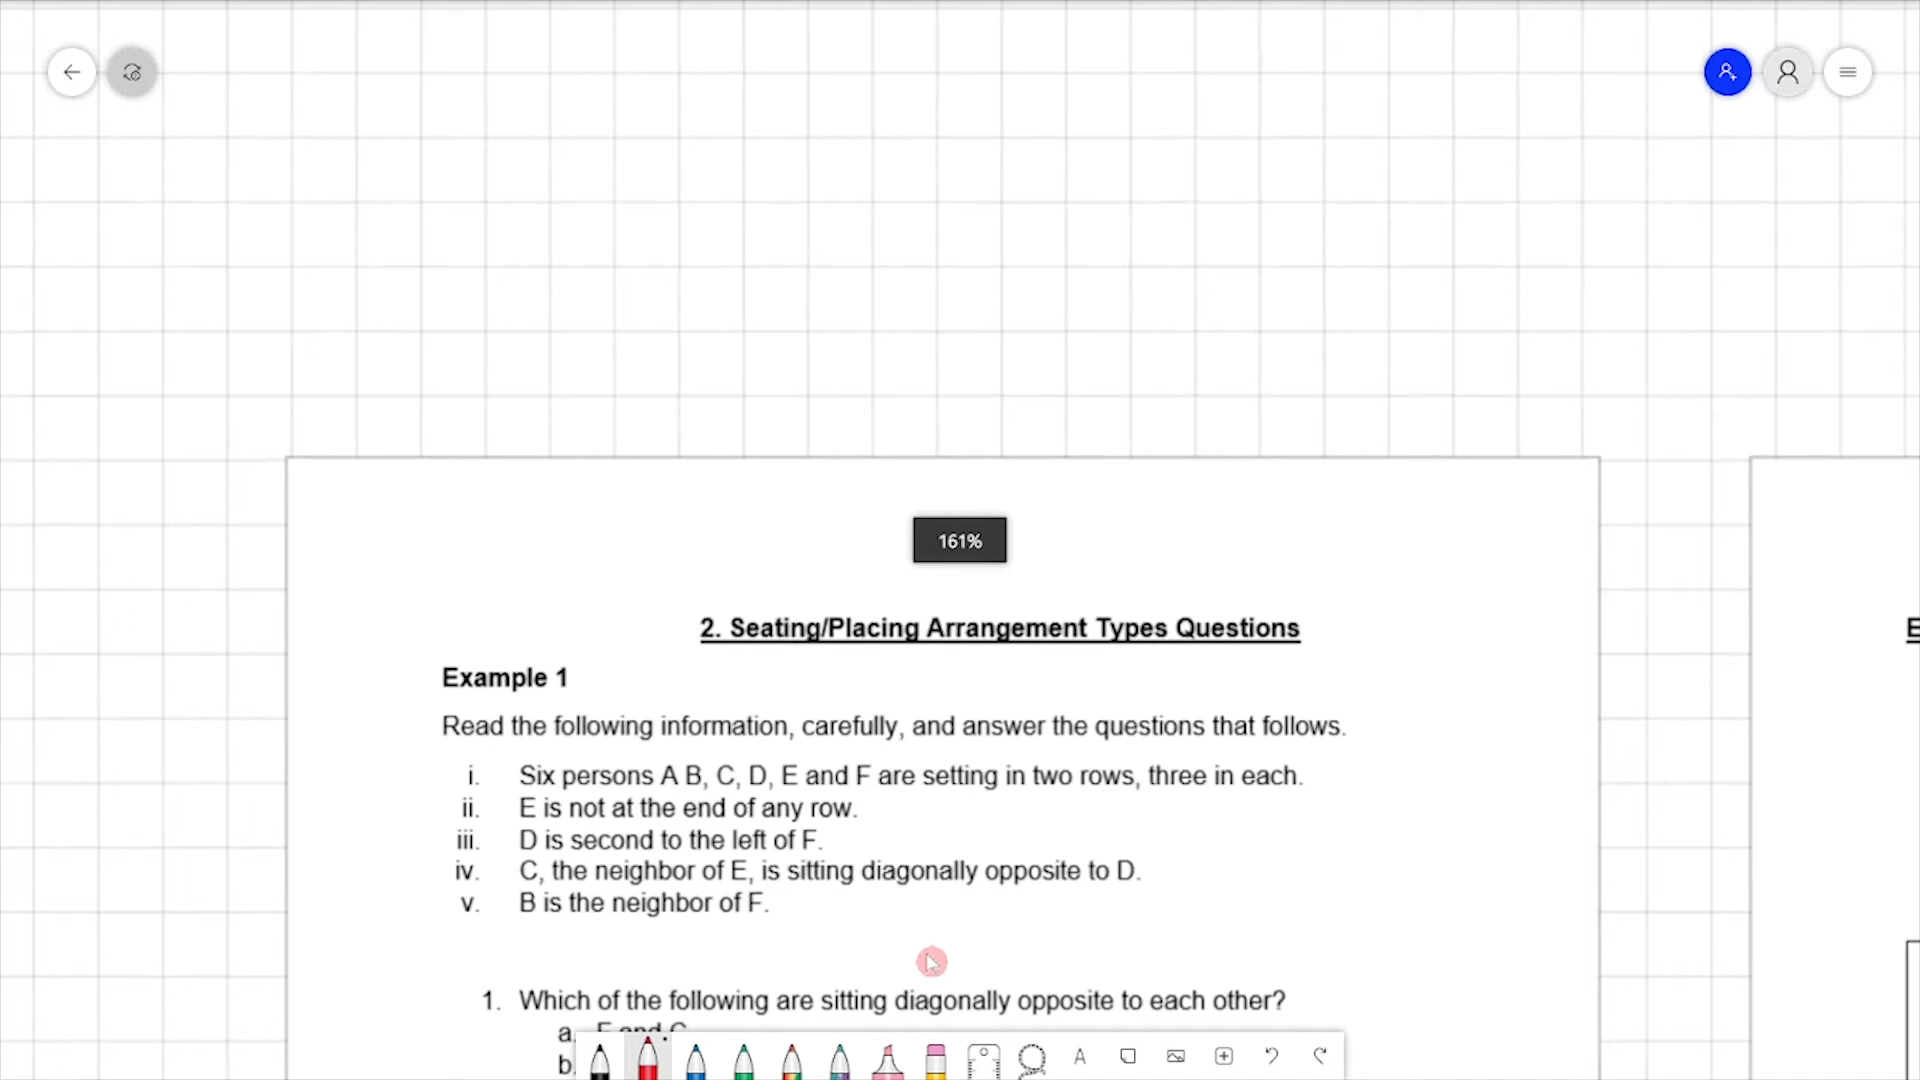 161%
2. Seating/Placing Arrangement Types Questions
E
Example 1
Read the following information, carefully, and answer the questions that follows.
i. Six persons A B, C, D, E and F are setting in two rows, three in each.
ii. E is not at the end of any row.
iii. D is second to the left of F.
iv. C, the neighbor of E, is sitting diagonally opposite to D.
v. B is the neighbor of F.
1. Which of the following are sitting diagonally opposite to each other?
a. F and C
b.
A